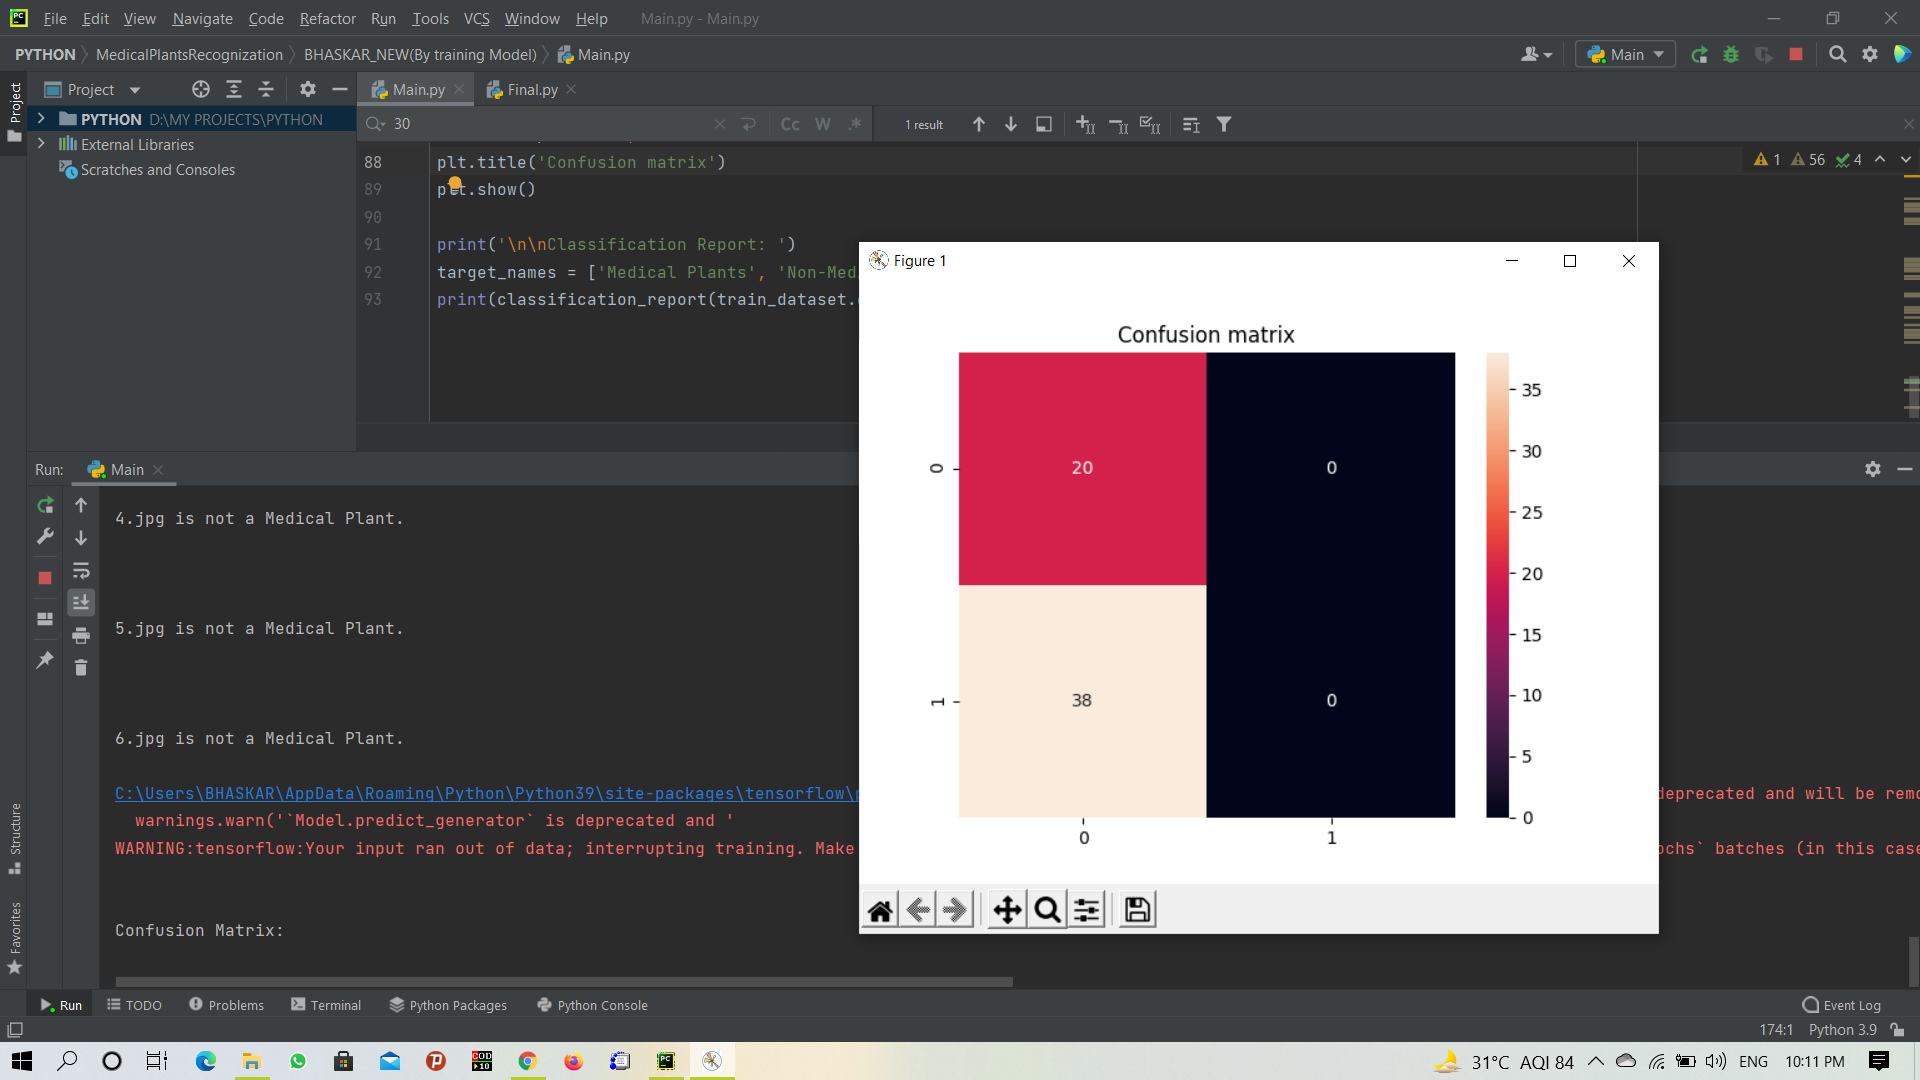 File Edit View Navigate Code Refactor Run Tools VCS Window Help Main.py - Main.py
PYTHON MedicalPlantsRecognization BHASKAR_NEW(By training Model) Main.py Main
Project Main.py Final.py
Project
PYTHON D:\MY PROJECTS\PYTHON
External Libraries
Scratches and Consoles
30 Cc W .* 1 result
88 plt.title('Confusion matrix') 1 56 4
89 plt.show()
90
91 print('\n\nClassification Report: ')
92 target_names = ['Medical Plants', 'Non-Med
93 print(classification_report(train_dataset.
Figure 1
Confusion matrix
0 20 0
1 38 0
0 1
35
30
25
20
15
10
5
0
Run: Main
4.jpg is not a Medical Plant.
5.jpg is not a Medical Plant.
6.jpg is not a Medical Plant.
C:\Users\BHASKAR\AppData\Roaming\Python\Python39\site-packages\tensorflow\ deprecated and will be remo
warnings.warn('`Model.predict_generator` is deprecated and '
WARNING:tensorflow:Your input ran out of data; interrupting training. Make ochs` batches (in this case
Confusion Matrix:
Structure
Favorites
Run TODO Problems Terminal Python Packages Python Console Event Log
174:1 Python 3.9
31°C AQI 84 ENG 10:11 PM